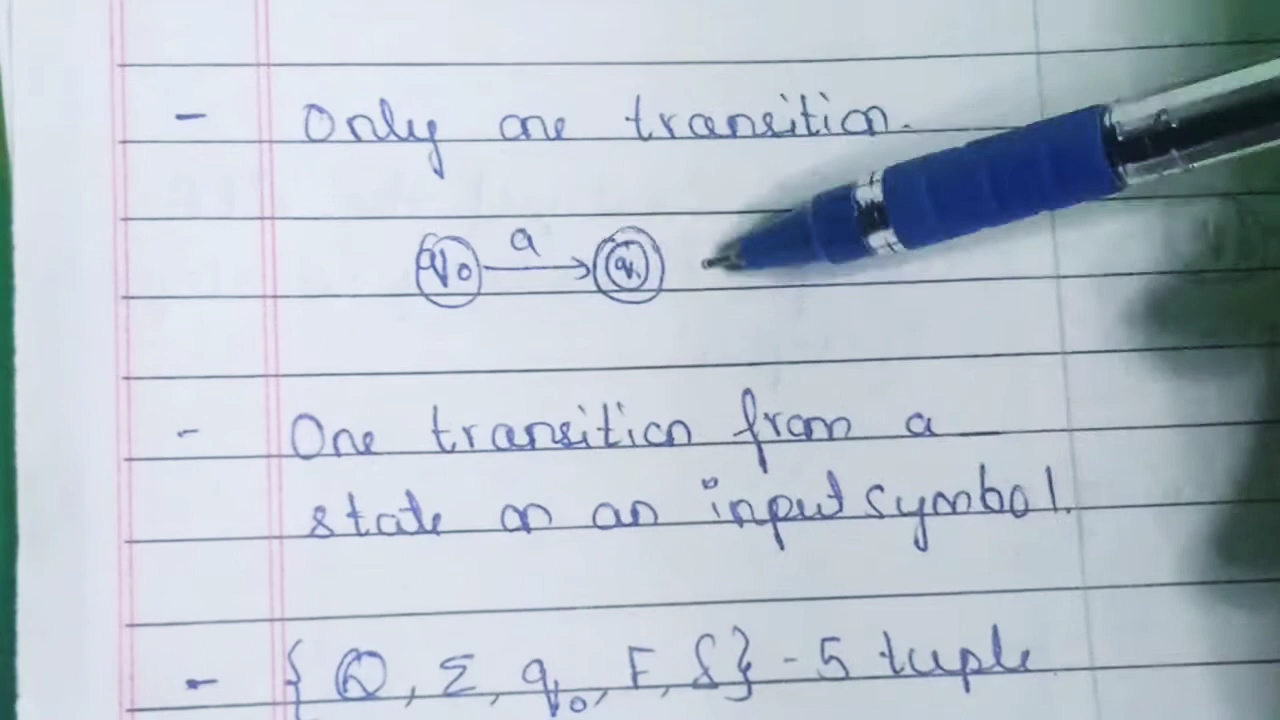 - Only one transition.
q0 a q1
- One transition from a
state on an input symbol.
- {Q, Σ, q0, F, δ} - 5 tuple